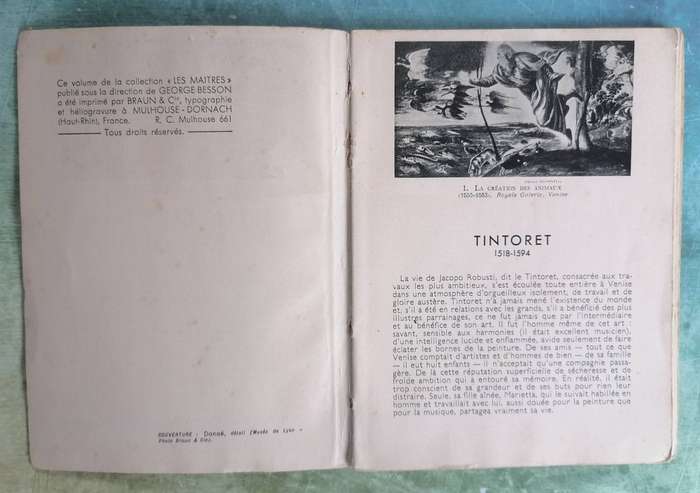 Ce volume de la collection « LES MAITRES »
publié sous la direction de GEORGE BESSON
a été imprimé par BRAUN & Cie, typographie
et héliogravure à MULHOUSE-DORNACH
(Haut-Rhin), France. R. C. Mulhouse 661
Tous droits réservés.
COUVERTURE : Danaé, détail (Musée de Lyon -
Photo Braun & Cie).
1. LA CRÉATION DES ANIMAUX
(1550-1553), Royale Galerie, Venise
TINTORET
1518-1594
La vie de Jacopo Robusti, dit le Tintoret, consacrée aux tra-
vaux les plus ambitieux, s'est écoulée toute entière à Venise
dans une atmosphère d'orgueilleux isolement, de travail et de
gloire austère. Tintoret n'a jamais mené l'existence du monde
et, s'il a été en relations avec les grands, s'il a bénéficié des plus
illustres parrainages, ce ne fut jamais que par l'intermédiaire
et au bénéfice de son art. Il fut l'homme même de cet art :
savant, sensible aux harmonies (il était excellent musicien),
d'une intelligence lucide et enflammée, avide seulement de faire
éclater les bornes de la peinture. De ses amis — tout ce que
Venise comptait d'artistes et d'hommes de bien — de sa famille
— il eut huit enfants — il n'acceptait qu'une compagnie passa-
gère. De là cette réputation superficielle de sécheresse et de
froide ambition qui a entouré sa mémoire. En réalité, il était
trop conscient de sa grandeur et de ses buts pour rien leur
distraire. Seule, sa fille aînée, Marietta, qui le suivait habillée en
homme et travaillait avec lui, aussi douée pour la peinture que
pour la musique, partagea vraiment sa vie.